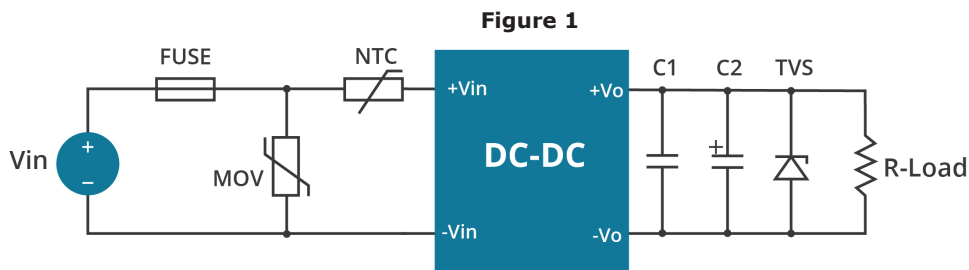 Figure 1
FUSE
NTC
C1
C2
TVS
+Vin
+Vo
Vin
+
−
MOV
DC-DC
+
R-Load
-Vin
-Vo